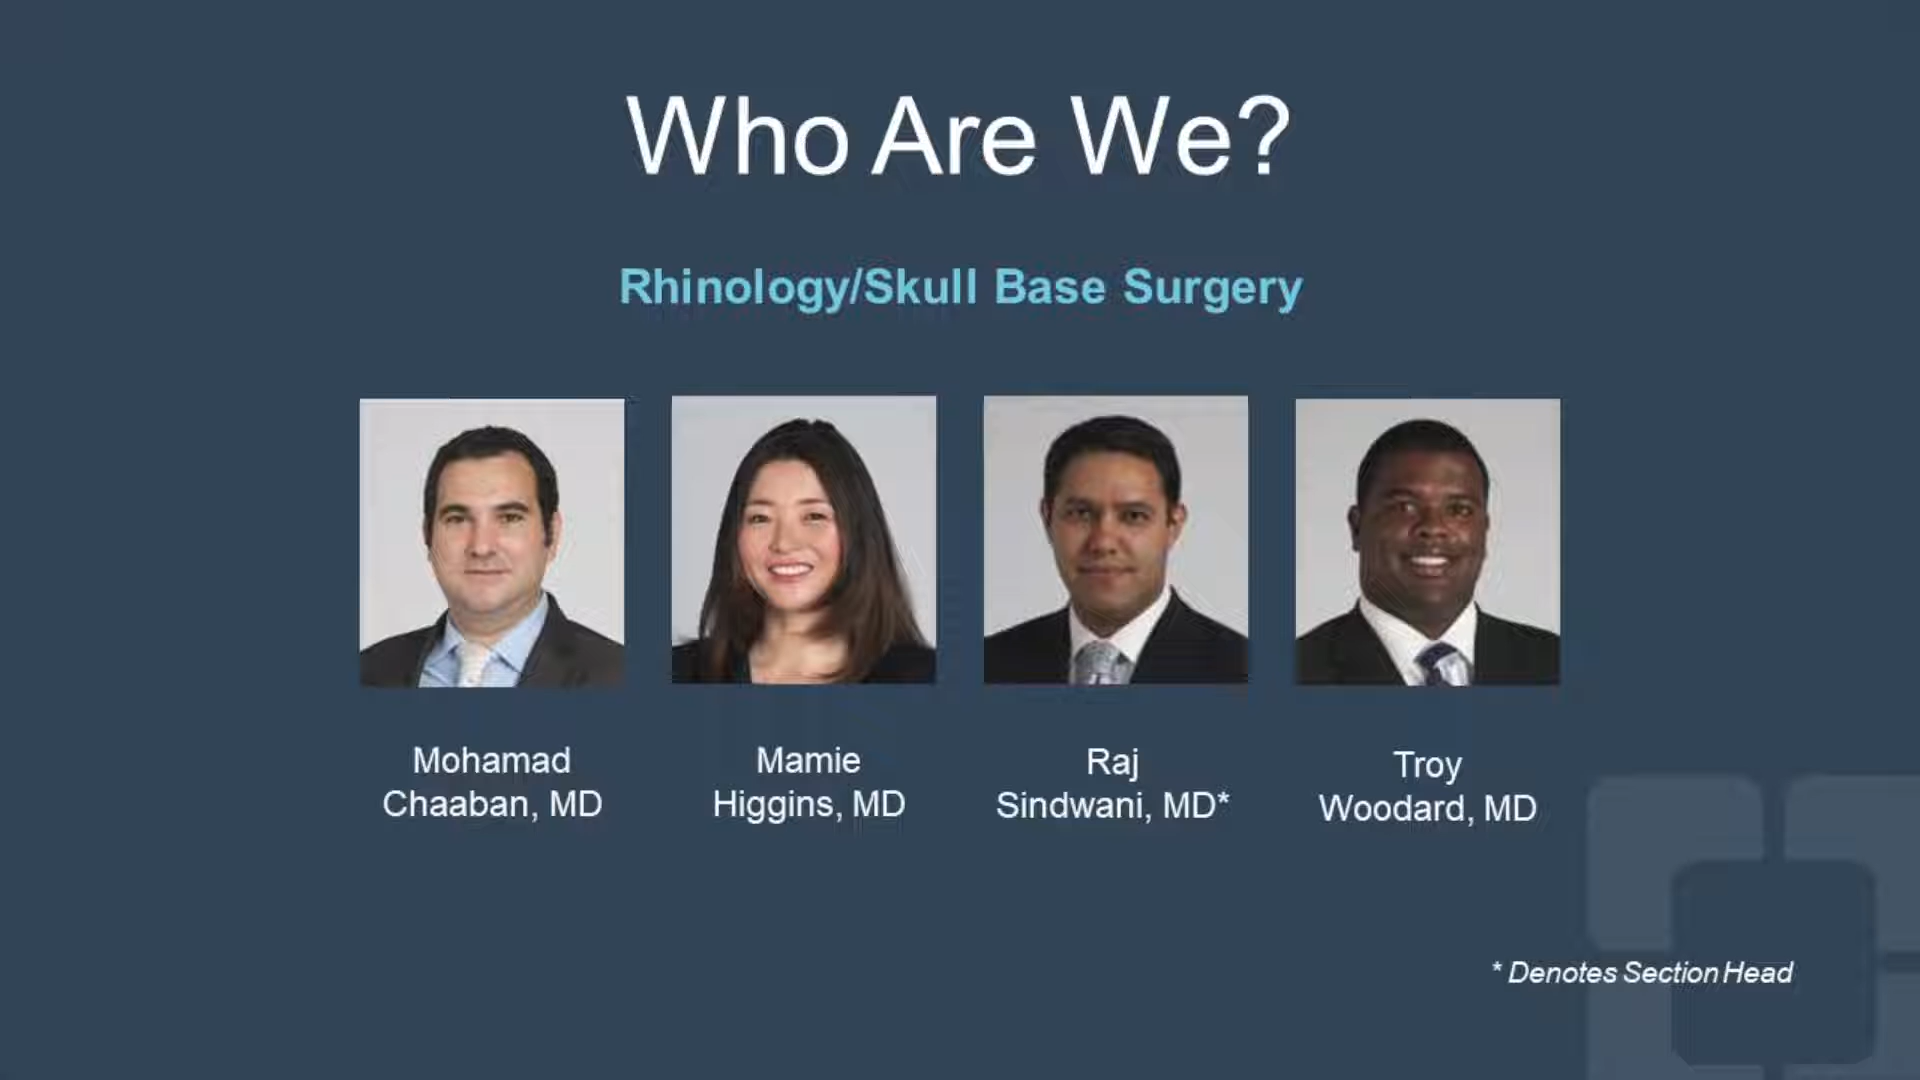 Who Are We?
Rhinology/Skull Base Surgery
Mohamad
Chaaban, MD
Mamie
Higgins, MD
Raj
Sindwani, MD*
Troy
Woodard, MD
* Denotes Section Head